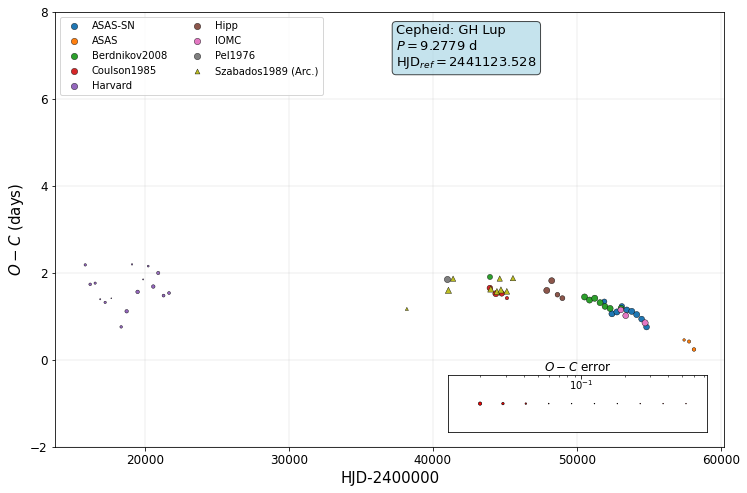 ASAS-SN
ASAS
Berdnikov2008
Coulson1985
Harvard
Hipp
IOMC
Pel1976
Szabados1989 (Arc.)
Cepheid: GH Lup
P = 9.2779 d
HJD_ref = 2441123.528
8
6
4
2
0
−2
O − C (days)
O − C error
10⁻¹
20000 30000 40000 50000 60000
HJD-2400000